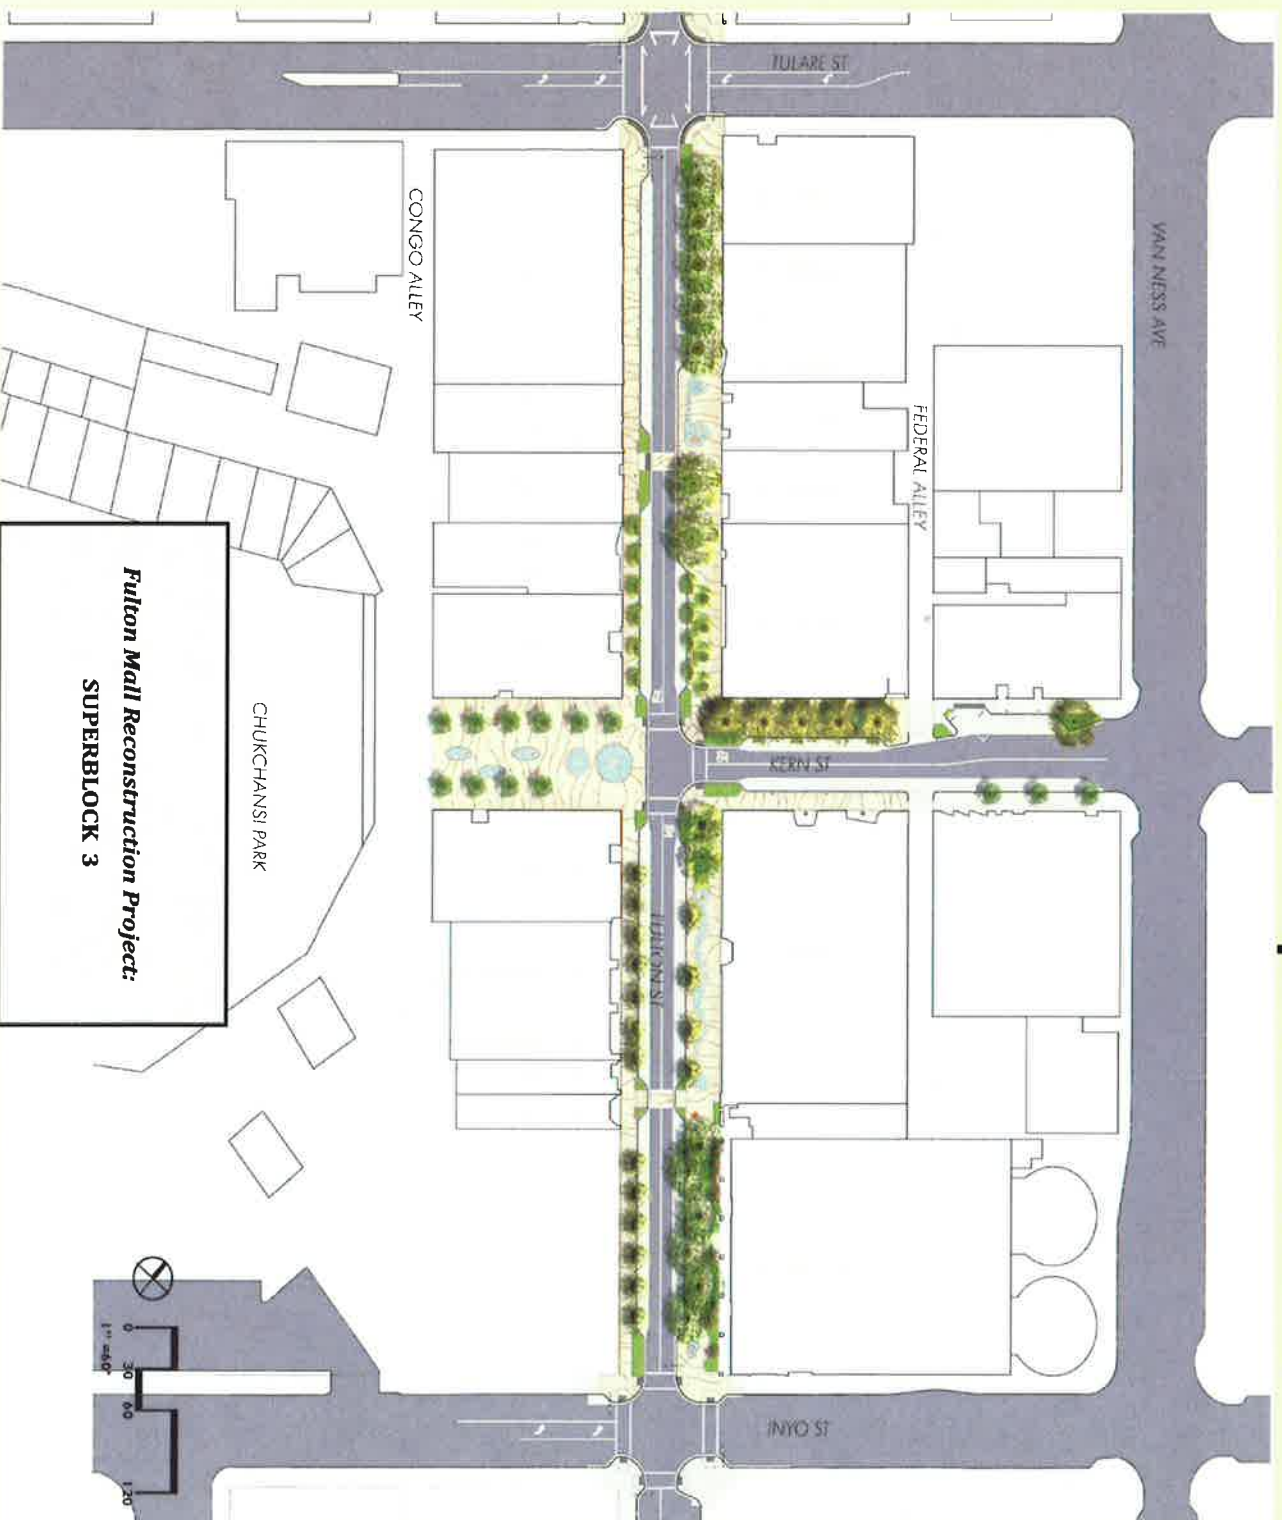 TULARE ST
VAN NESS AVE
CONGO ALLEY
FEDERAL ALLEY
KERN ST
FULTON ST
CHUKCHANSI PARK
Fulton Mall Reconstruction Project:
SUPERBLOCK 3
INYO ST
0 30 60 120
1" =60'